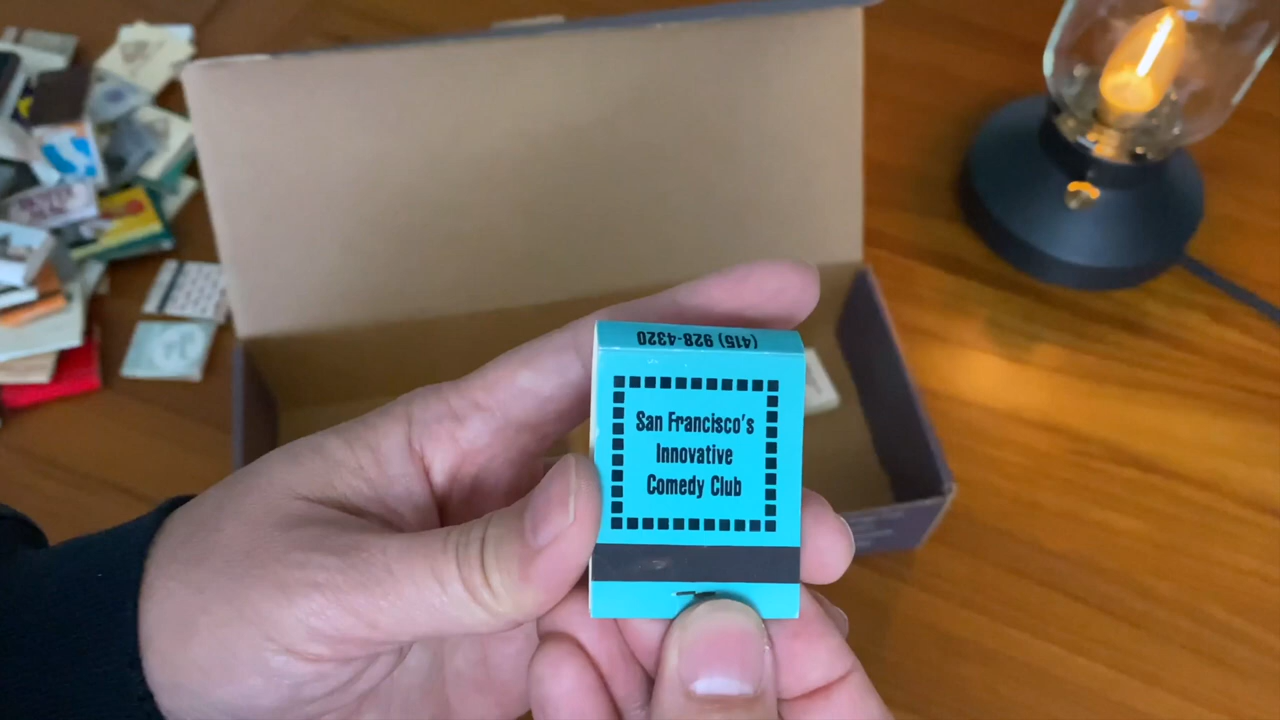 (415) 928-4320
San Francisco's
Innovative
Comedy Club